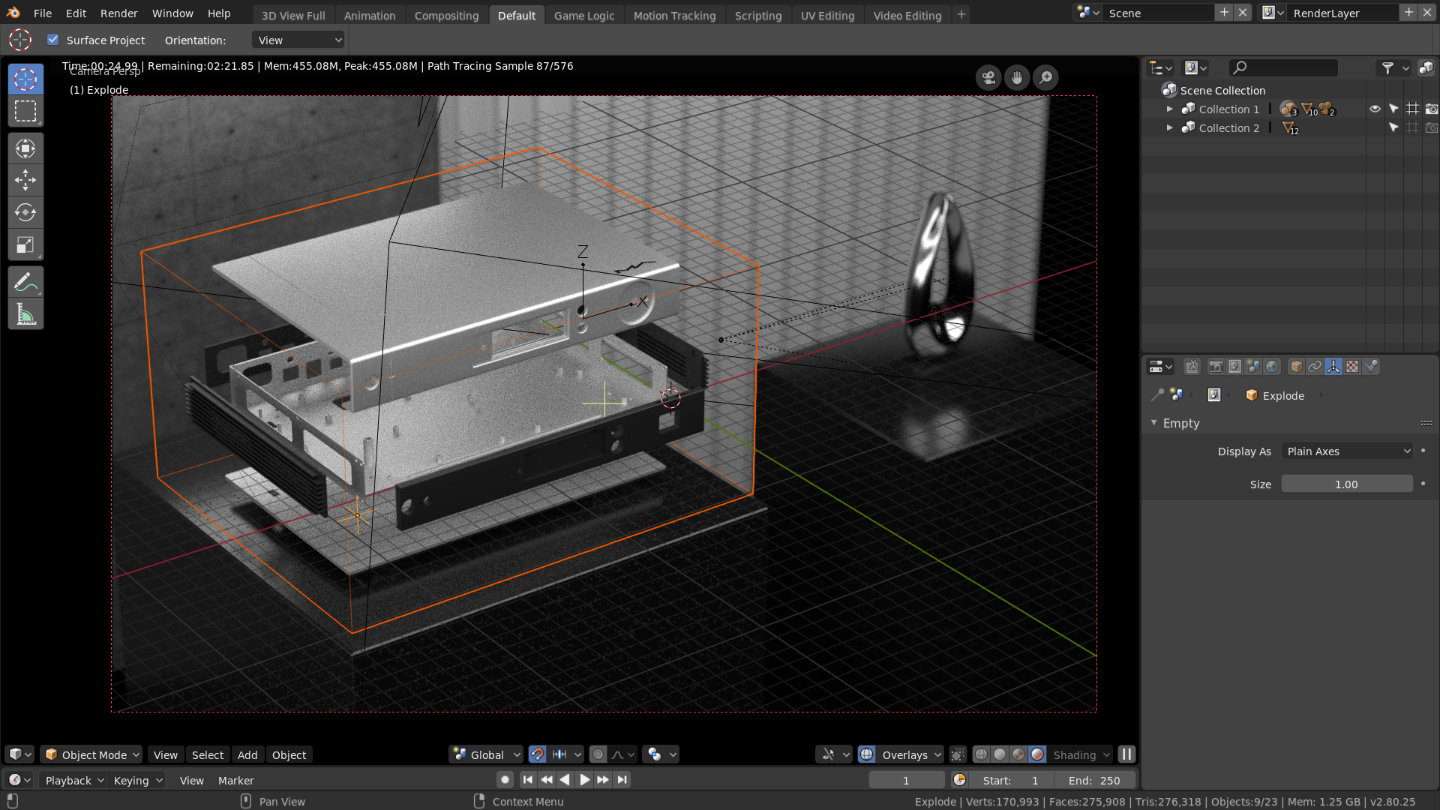 File Edit Render Window Help 3D View Full Animation Compositing Default Game Logic Motion Tracking Scripting UV Editing Video Editing + Scene RenderLayer
Surface Project Orientation: View
Time:00:24.99 | Remaining:02:21.85 | Mem:455.08M, Peak:455.08M | Path Tracing Sample 87/576
Camera Persp
(1) Explode
Scene Collection
Collection 1 3 10 2
Collection 2 12
Z
X
Explode
Empty
Display As Plain Axes
Size 1.00
Object Mode View Select Add Object Global Overlays Shading
Playback Keying View Marker 1 Start: 1 End: 250
Pan View Context Menu Explode | Verts:170,993 | Faces:275,908 | Tris:276,318 | Objects:9/23 | Mem: 1.25 GB | v2.80.25